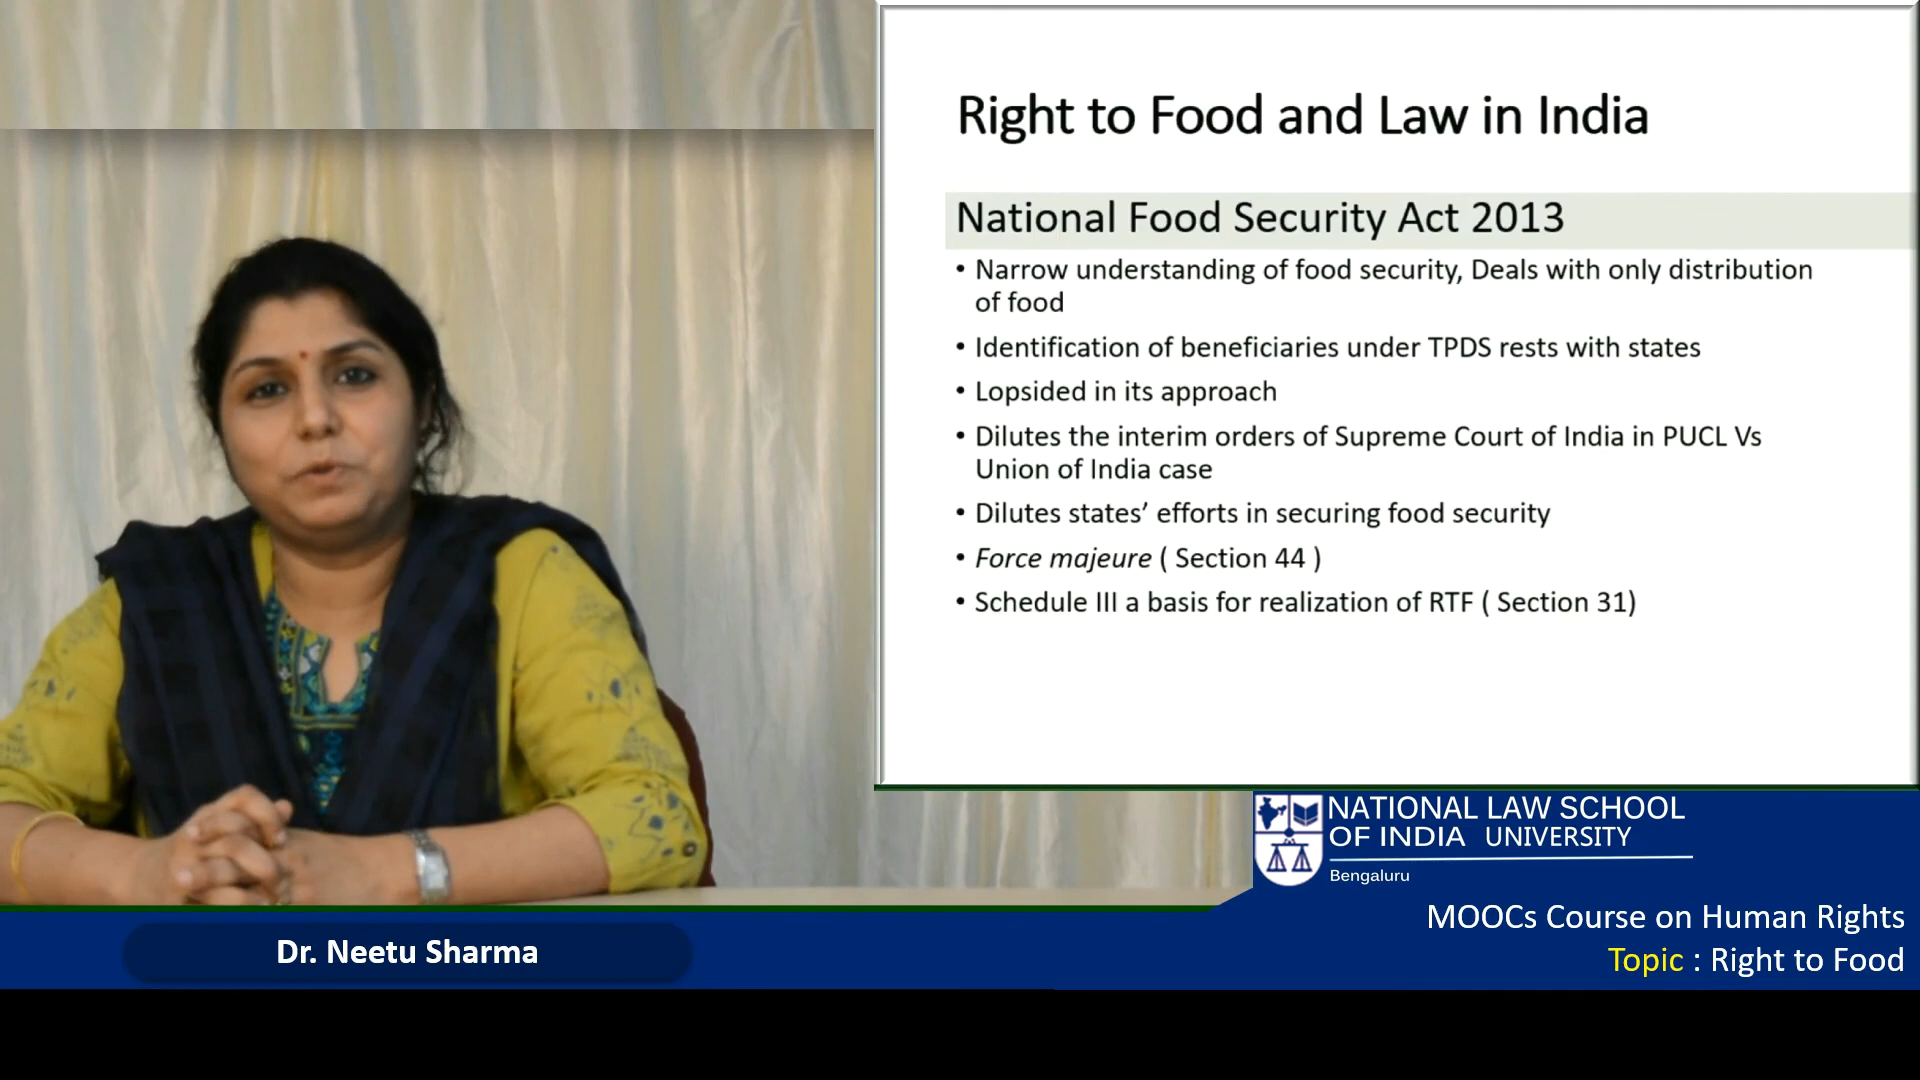 Right to Food and Law in India
National Food Security Act 2013
• Narrow understanding of food security, Deals with only distribution
of food
• Identification of beneficiaries under TPDS rests with states
• Lopsided in its approach
• Dilutes the interim orders of Supreme Court of India in PUCL Vs
Union of India case
• Dilutes states’ efforts in securing food security
• Force majeure ( Section 44 )
• Schedule III a basis for realization of RTF ( Section 31)
NATIONAL LAW SCHOOL
OF INDIA UNIVERSITY
Bengaluru
MOOCs Course on Human Rights
Topic : Right to Food
Dr. Neetu Sharma